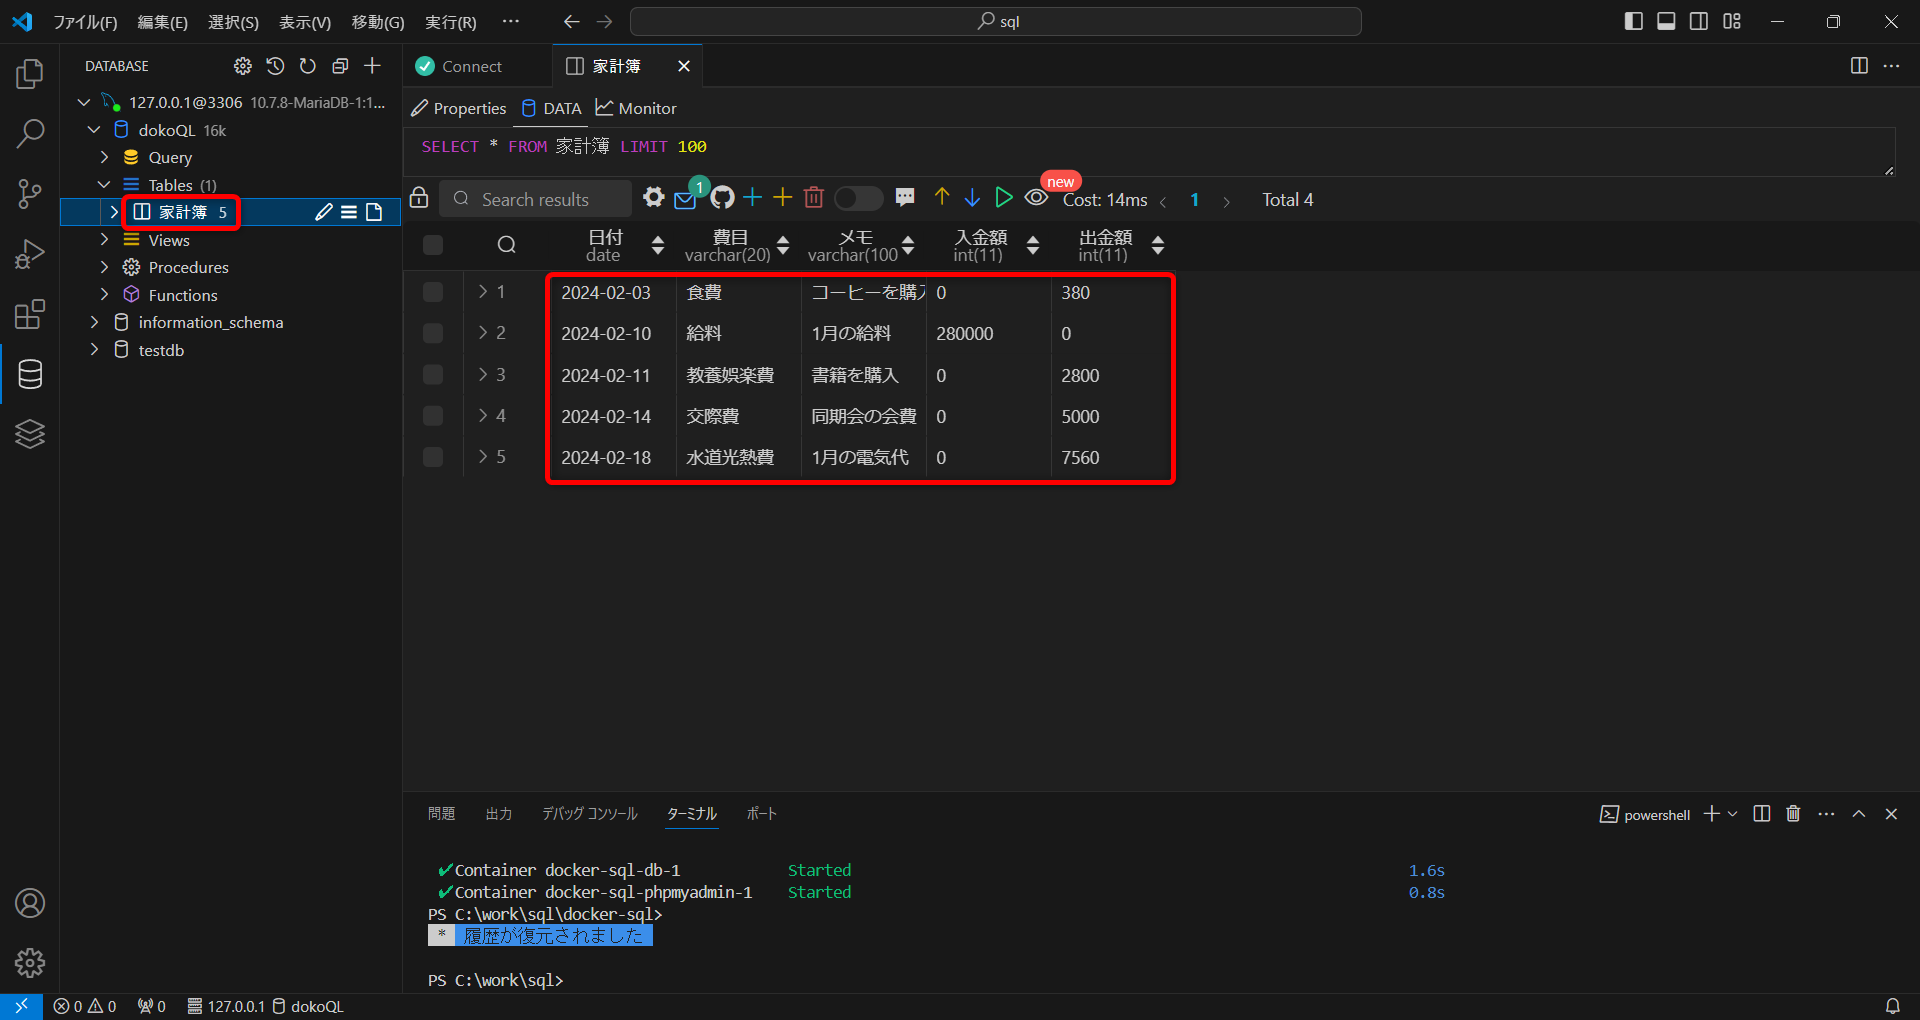 ファイル(F) 編集(E) 選択(S) 表示(V) 移動(G) 実行(R) ··· sql
DATABASE
127.0.0.1@3306 10.7.8-MariaDB-1:1...
dokoQL 16k
Query
Tables (1)
家計簿 5
Views
Procedures
Functions
information_schema
testdb
Connect 家計簿
Properties DATA Monitor
SELECT * FROM 家計簿 LIMIT 100
Search results 1 new Cost: 14ms 1 Total 4
日付 費目 メモ 入金額 出金額
date varchar(20) varchar(100 int(11) int(11)
1 2024-02-03 食費 コーヒーを購入 0 380
2 2024-02-10 給料 1月の給料 280000 0
3 2024-02-11 教養娯楽費 書籍を購入 0 2800
4 2024-02-14 交際費 同期会の会費 0 5000
5 2024-02-18 水道光熱費 1月の電気代 0 7560
問題 出力 デバッグ コンソール ターミナル ポート powershell
✔Container docker-sql-db-1 Started 1.6s
✔Container docker-sql-phpmyadmin-1 Started 0.8s
PS C:\work\sql\docker-sql>
* 履歴が復元されました
PS C:\work\sql>
0 0 0 127.0.0.1 dokoQL